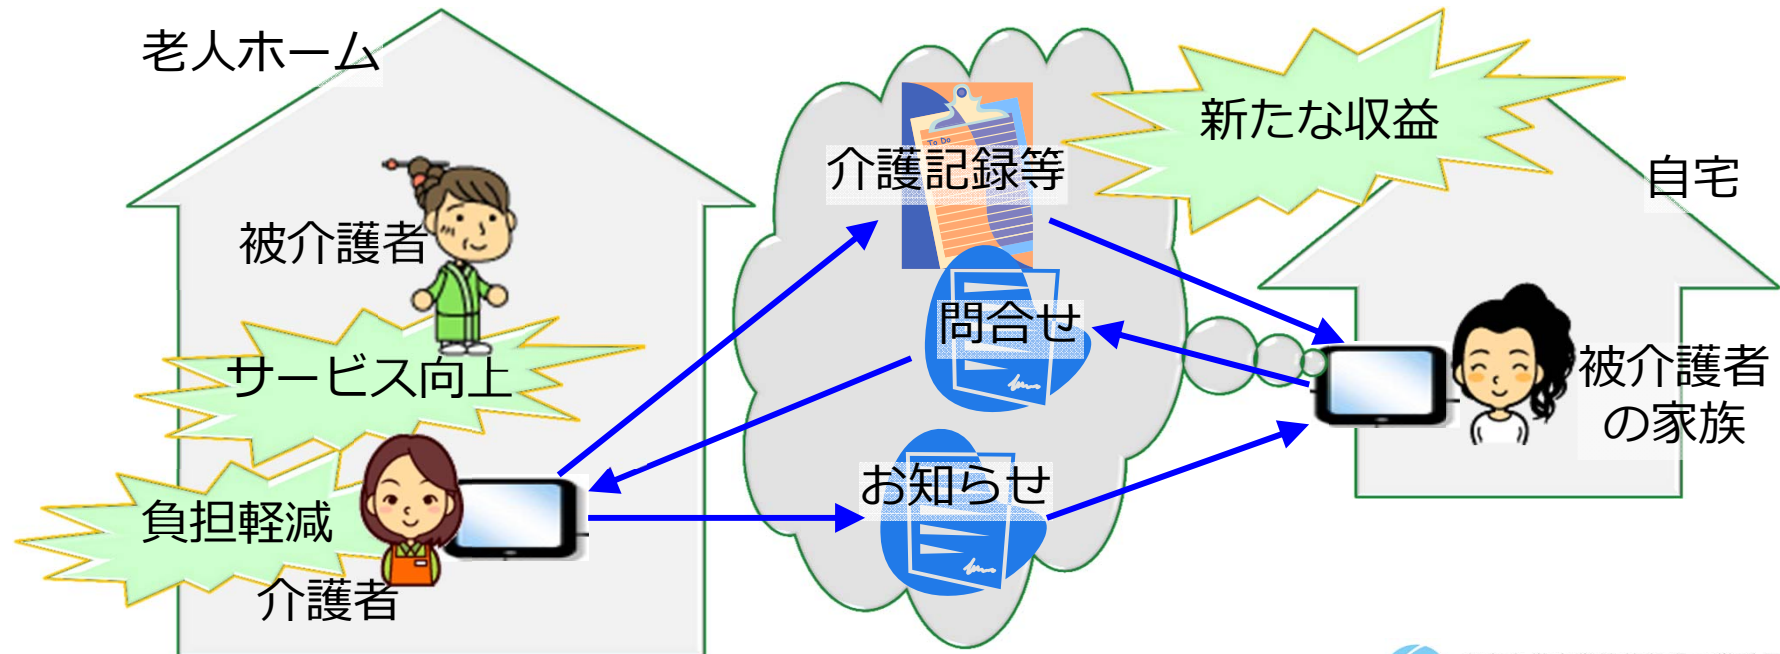 老人ホーム
新たな収益
介護記録等
自宅
被介護者
問合せ
サービス向上
被介護者
の家族
お知らせ
負担軽減
介護者
To Do